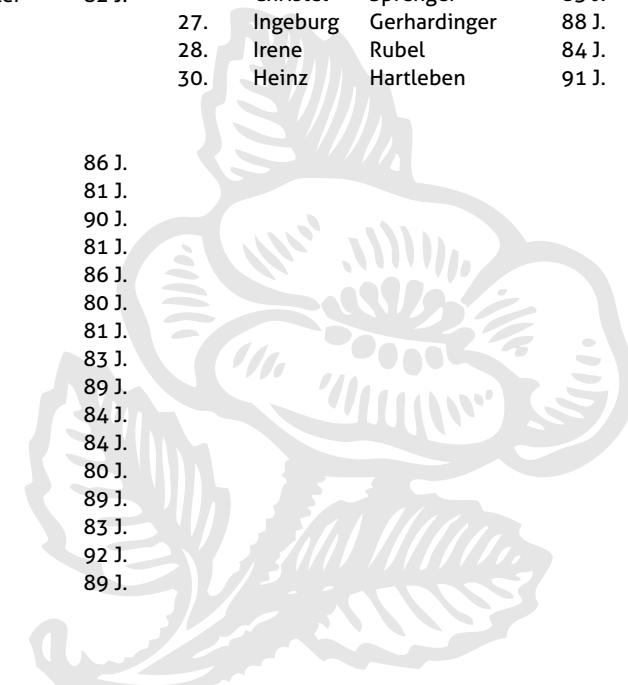 27. Ingeburg Gerhardinger 88 J.
28. Irene Rubel 84 J.
30. Heinz Hartleben 91 J.
86 J.
81 J.
90 J.
81 J.
86 J.
80 J.
81 J.
83 J.
89 J.
84 J.
84 J.
80 J.
89 J.
83 J.
92 J.
89 J.